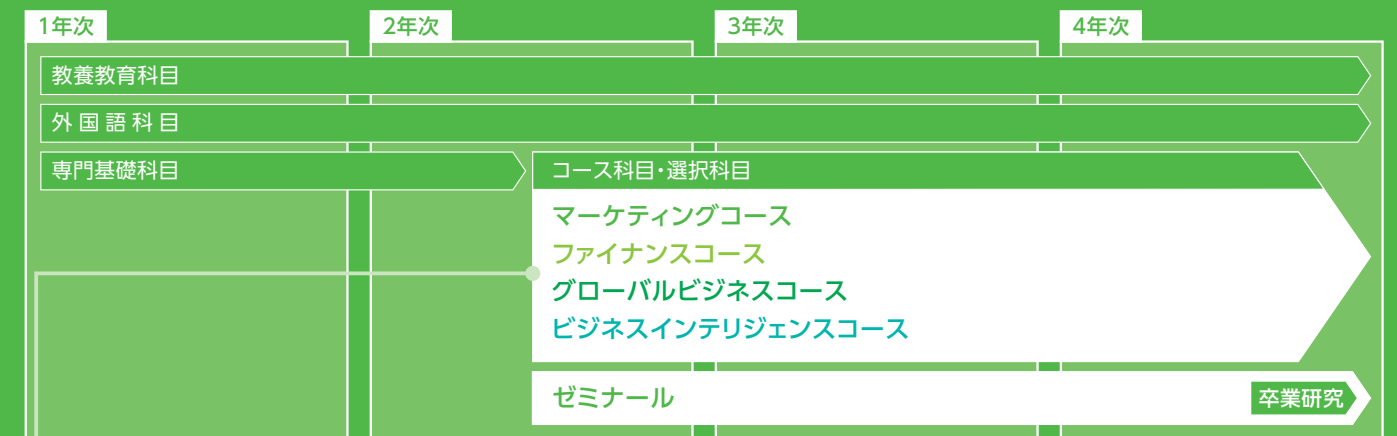 1年次
2年次
3年次
4年次
教養教育科目
外国語科目
専門基礎科目
コース科目・選択科目
マーケティングコース
ファイナンスコース
グローバルビジネスコース
ビジネスインテリジェンスコース
ゼミナール
卒業研究